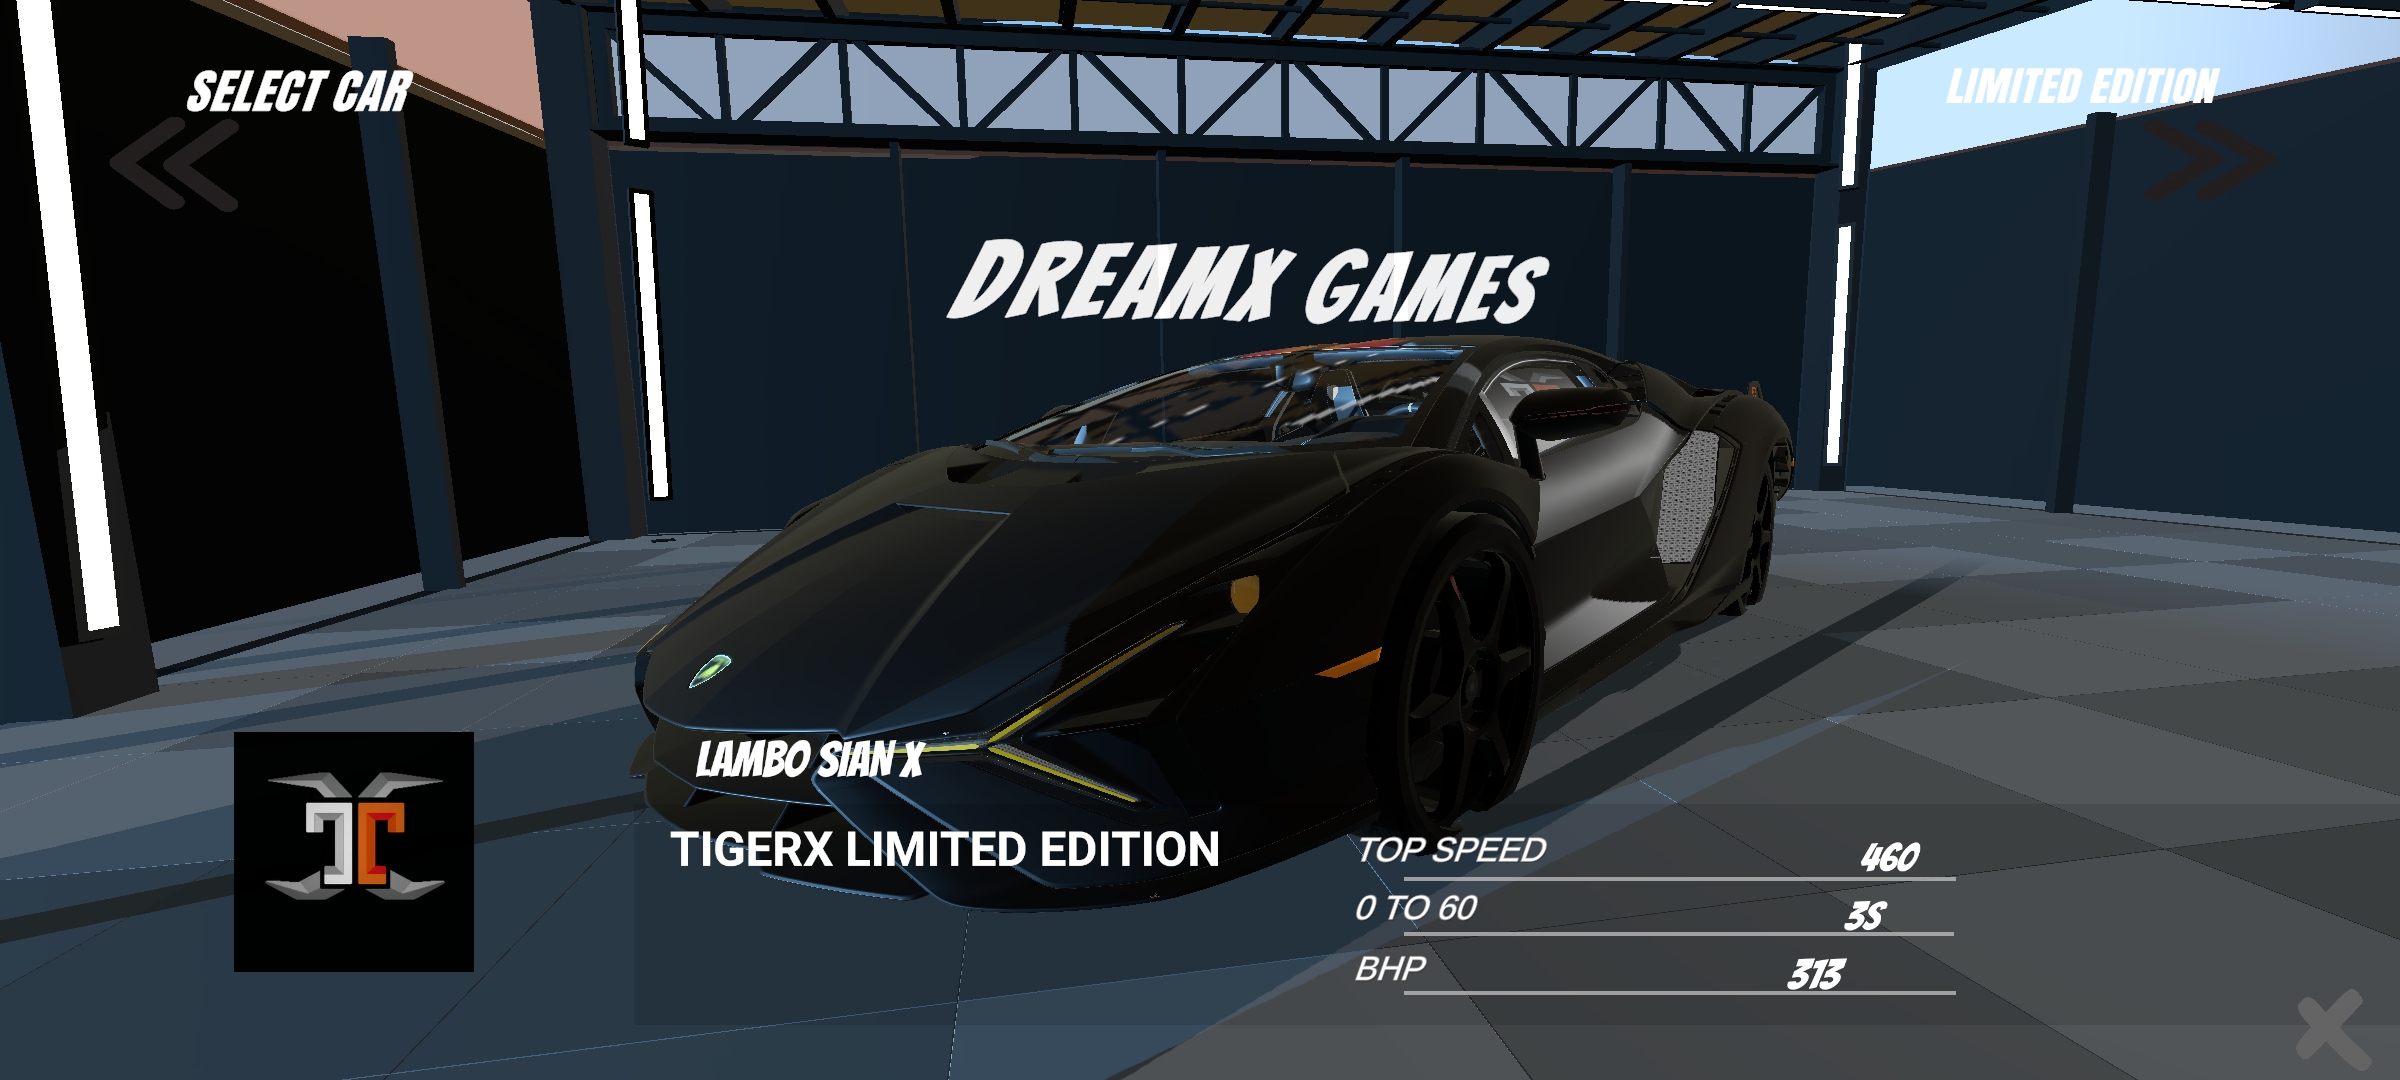 SELECT CAR
LIMITED EDITION
DREAMX GAMES
LAMBO SIAN X
TIGERX LIMITED EDITION
TOP SPEED 460
0 TO 60 3S
BHP 313